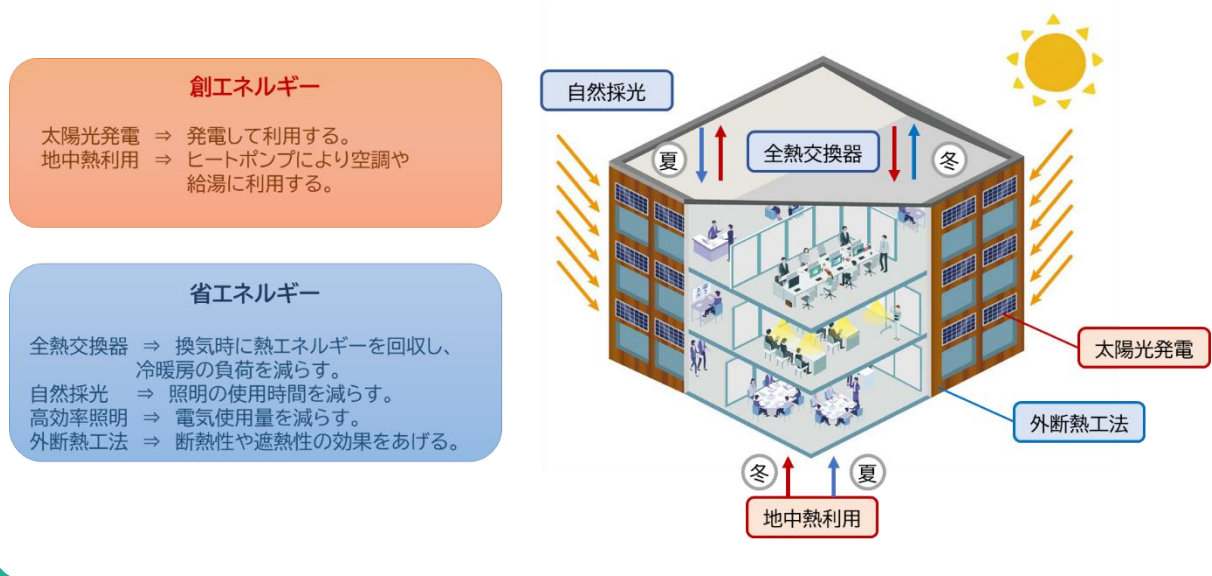 創エネルギー
太陽光発電 ⇒ 発電して利用する。
地中熱利用 ⇒ ヒートポンプにより空調や
給湯に利用する。
省エネルギー
全熱交換器 ⇒ 換気時に熱エネルギーを回収し、
冷暖房の負荷を減らす。
自然採光 ⇒ 照明の使用時間を減らす。
高効率照明 ⇒ 電気使用量を減らす。
外断熱工法 ⇒ 断熱性や遮熱性の効果をあげる。
自然採光
夏
全熱交換器
冬
太陽光発電
外断熱工法
冬
夏
地中熱利用